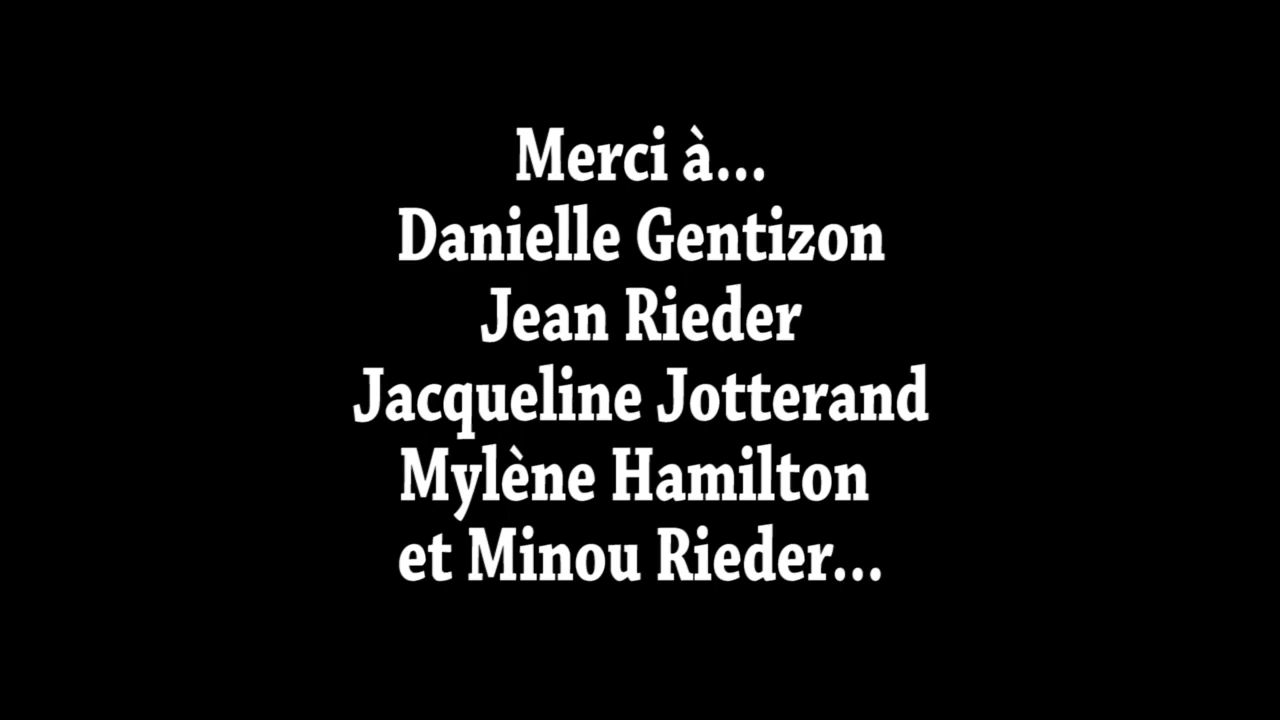 Merci à...
Danielle Gentizon
Jean Rieder
Jacqueline Jotterand
Mylène Hamilton
et Minou Rieder...